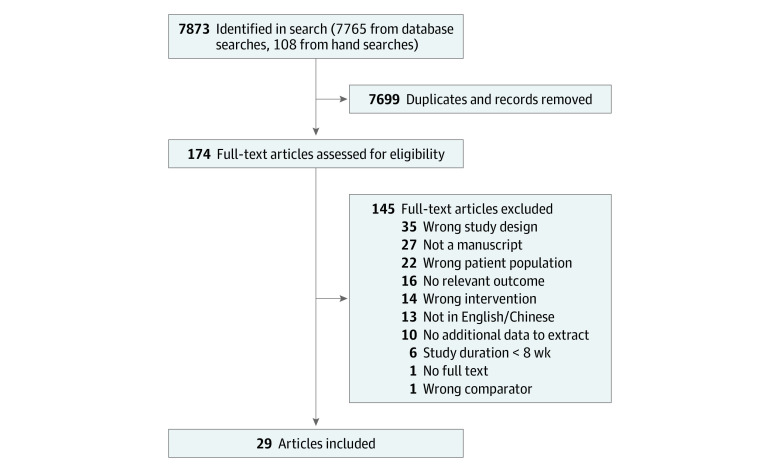 7873 Identified in search (7765 from database
searches, 108 from hand searches)
7699 Duplicates and records removed
174 Full-text articles assessed for eligibility
145 Full-text articles excluded
35 Wrong study design
27 Not a manuscript
22 Wrong patient population
16 No relevant outcome
14 Wrong intervention
13 Not in English/Chinese
10 No additional data to extract
6 Study duration < 8 wk
1 No full text
1 Wrong comparator
29 Articles included